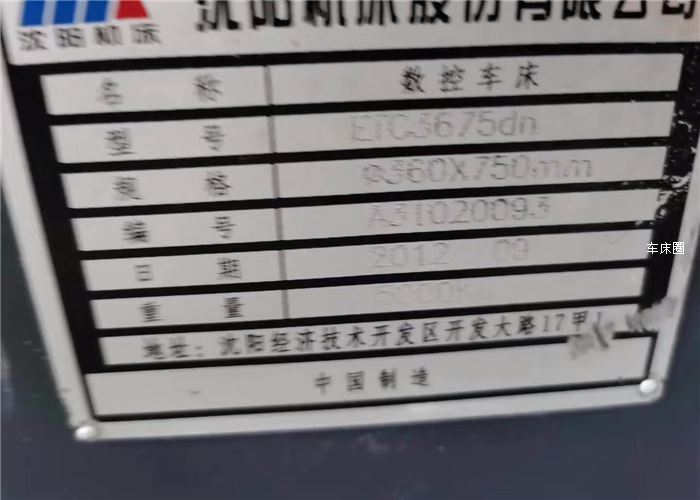 沈阳机床股份有限公司
沈阳机床
名 称 数控车床
型 号 ETC3675dn
规 格 Φ360X750mm
编 号 A31020093
日 期 2012 09
重 量
地址：沈阳经济技术开发区开发大路17甲1
中国制造
车床圈